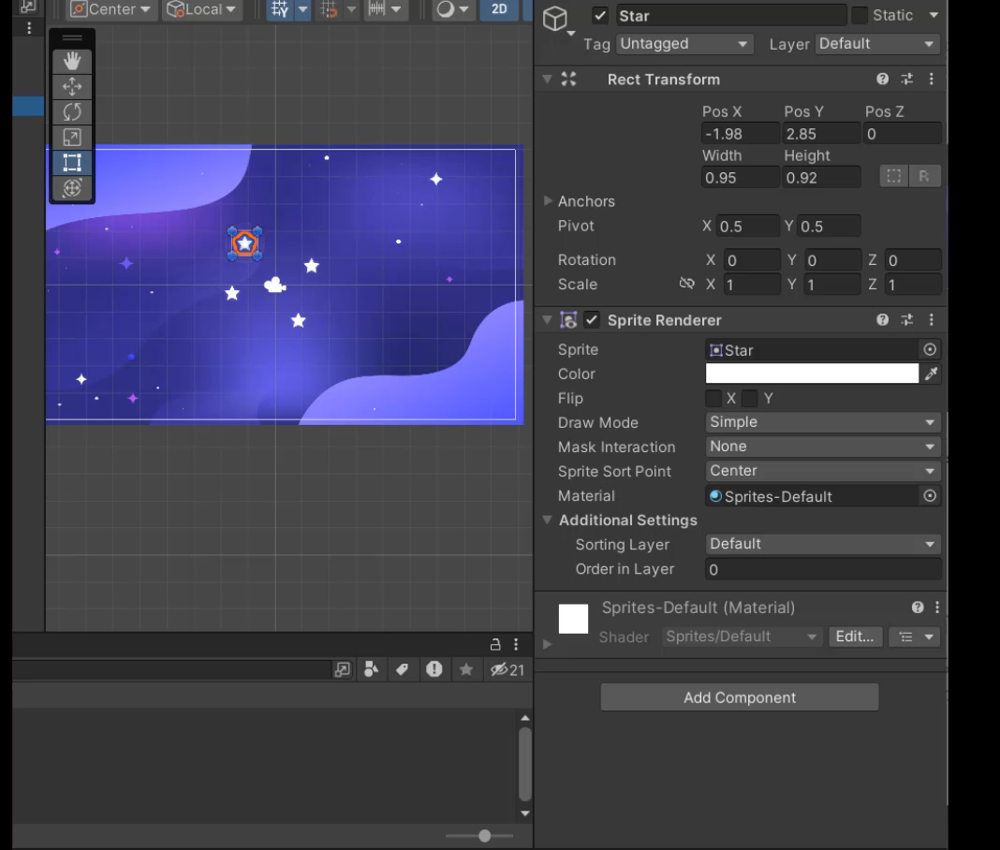 Center
Local
2D
Star
Static
Tag
Untagged
Layer
Default
Rect Transform
Pos X
Pos Y
Pos Z
-1.98
2.85
0
Width
Height
0.95
0.92
R
Anchors
Pivot
X
0.5
Y
0.5
Rotation
X
0
Y
0
Z
0
Scale
X
1
Y
1
Z
1
Sprite Renderer
Sprite
Star
Color
Flip
X
Y
Draw Mode
Simple
Mask Interaction
None
Sprite Sort Point
Center
Material
Sprites-Default
Additional Settings
Sorting Layer
Default
Order in Layer
0
Sprites-Default (Material)
Shader
Sprites/Default
Edit...
21
Add Component